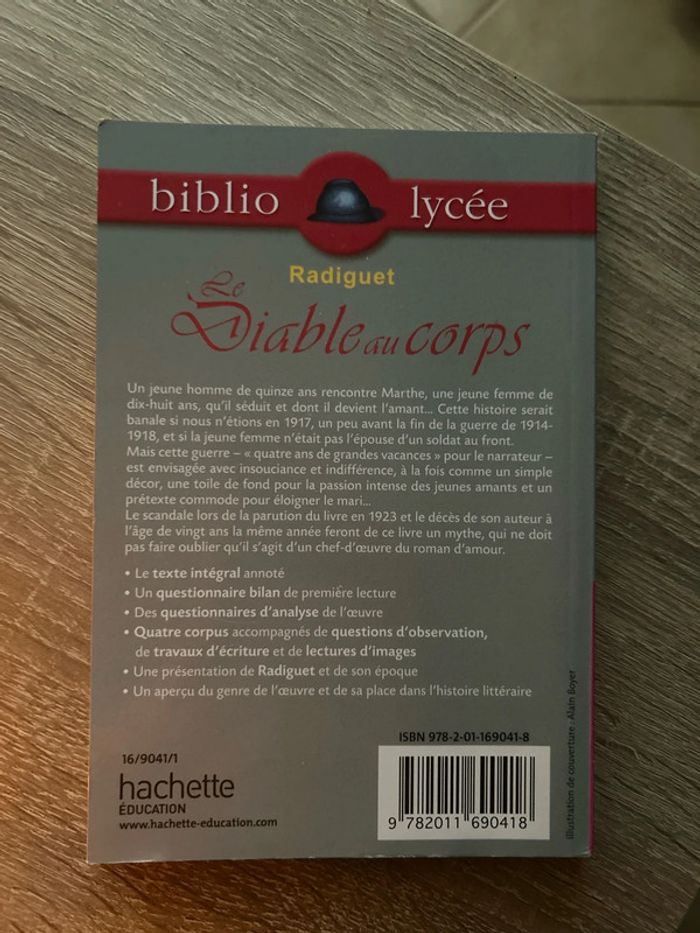 biblio lycée
Radiguet
Le
Diable au corps
Un jeune homme de quinze ans rencontre Marthe, une jeune femme de
dix-huit ans, qu'il séduit et dont il devient l'amant... Cette histoire serait
banale si nous n'étions en 1917, un peu avant la fin de la guerre de 1914-
1918, et si la jeune femme n'était pas l'épouse d'un soldat au front.
Mais cette guerre – « quatre ans de grandes vacances » pour le narrateur –
est envisagée avec insouciance et indifférence, à la fois comme un simple
décor, une toile de fond pour la passion intense des jeunes amants et un
prétexte commode pour éloigner le mari...
Le scandale lors de la parution du livre en 1923 et le décès de son auteur à
l'âge de vingt ans la même année feront de ce livre un mythe, qui ne doit
pas faire oublier qu'il s'agit d'un chef-d'œuvre du roman d'amour.
• Le texte intégral annoté
• Un questionnaire bilan de première lecture
• Des questionnaires d'analyse de l'œuvre
• Quatre corpus accompagnés de questions d'observation,
de travaux d'écriture et de lectures d'images
• Une présentation de Radiguet et de son époque
• Un aperçu du genre de l'œuvre et de sa place dans l'histoire littéraire
ISBN 978-2-01-169041-8
16/9041/1
hachette
ÉDUCATION
www.hachette-education.com
9 782011 690418
Illustration de couverture : Alain Boyer